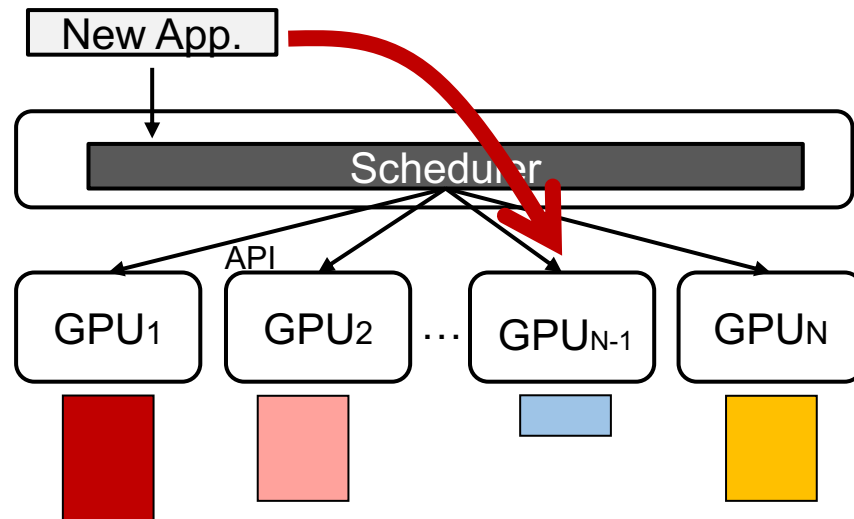 New App.
Scheduler
API
GPU1
GPU2
...
GPUN-1
GPUN